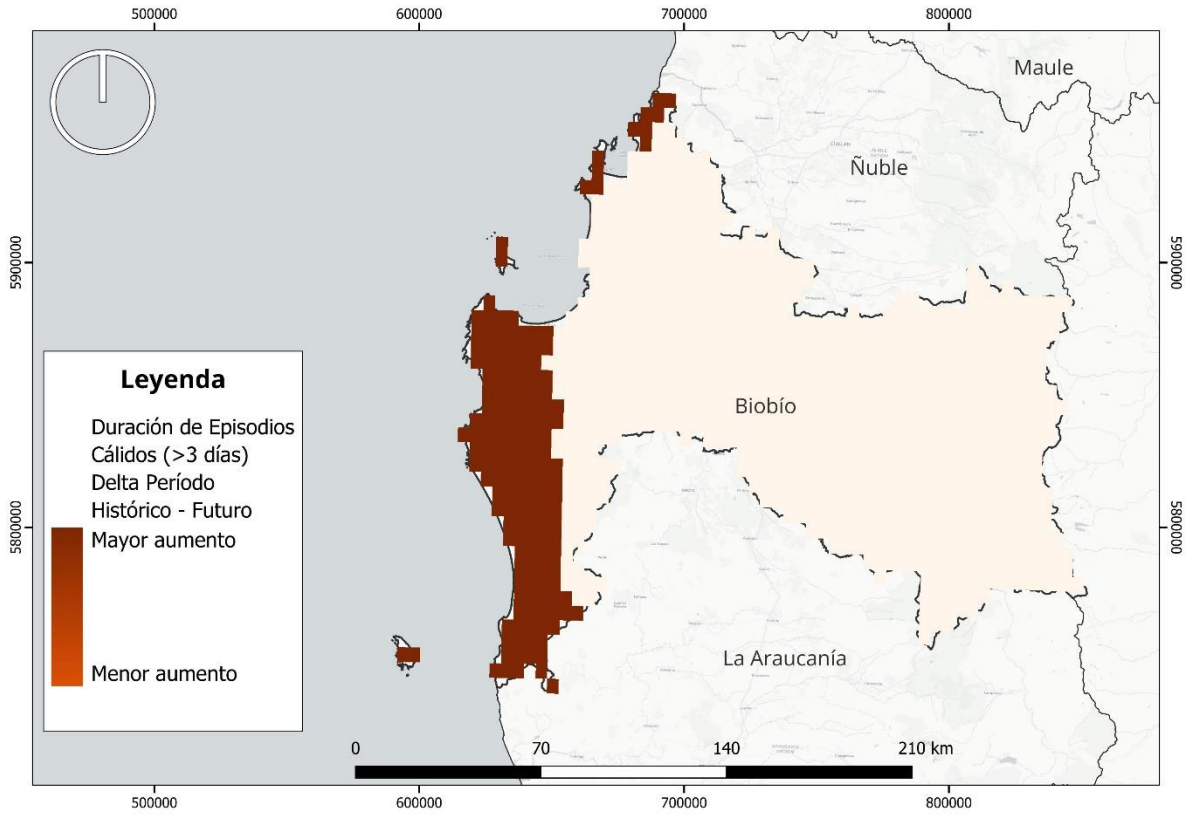 500000
600000
700000
800000
Maule
Ñuble
5900000
5900000
Leyenda
Duración de Episodios
Cálidos (>3 días)
Delta Período
Histórico - Futuro
Mayor aumento
Menor aumento
Biobío
5800000
5800000
La Araucanía
0
70
140
210 km
500000
600000
700000
800000